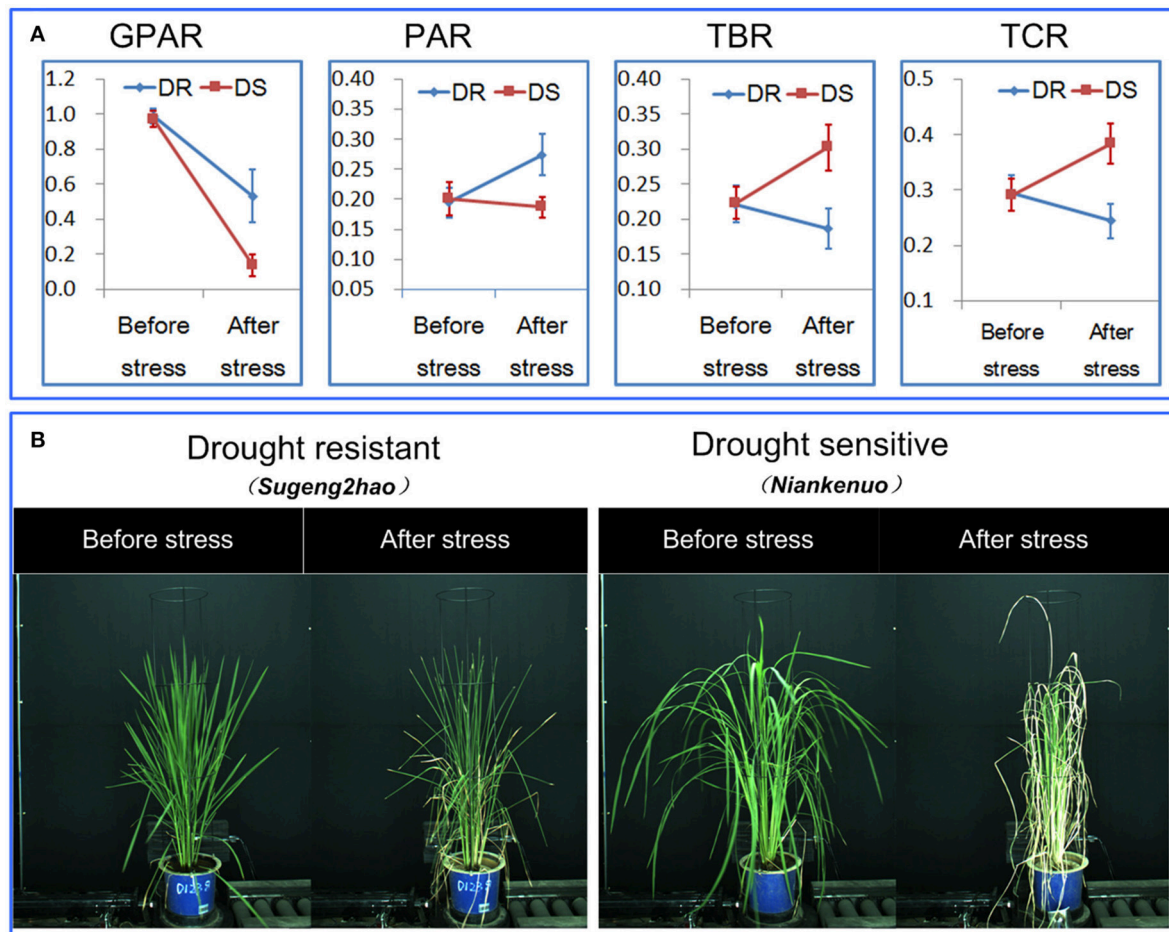 A
GPAR
PAR
TBR
TCR
1.2
1.0
0.8
0.6
0.4
0.2
0.0
DR DS
Before stress
After stress
0.40
0.35
0.30
0.25
0.20
0.15
0.10
0.05
DR DS
Before stress
After stress
0.40
0.35
0.30
0.25
0.20
0.15
0.10
DR DS
Before stress
After stress
0.5
0.4
0.3
0.2
0.1
DR DS
Before stress
After stress
B
Drought resistant
（Sugeng2hao）
Drought sensitive
（Niankenuo）
Before stress
After stress
Before stress
After stress